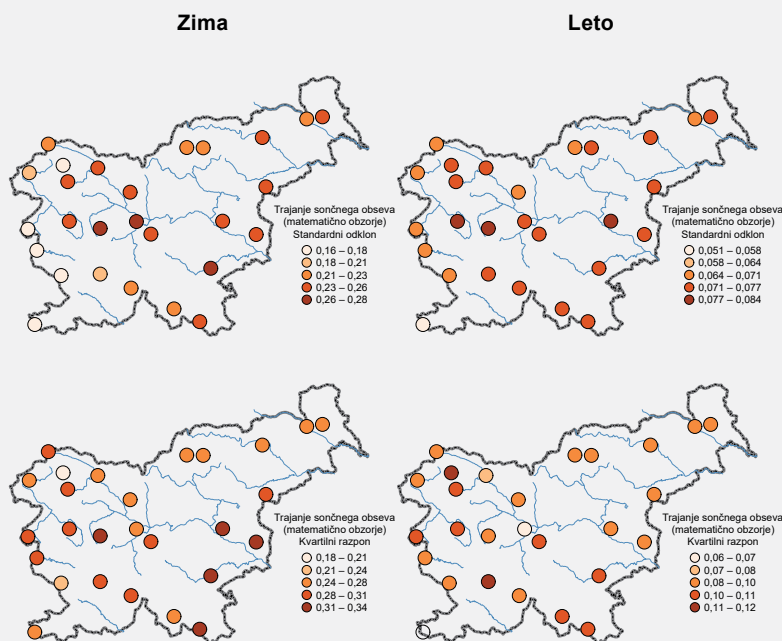 Zima
Leto
Trajanje sončnega obseva
(matematično obzorje)
Standardni odklon
0,16 – 0,18
0,18 – 0,21
0,21 – 0,23
0,23 – 0,26
0,26 – 0,28
Trajanje sončnega obseva
(matematično obzorje)
Standardni odklon
0,051 – 0,058
0,058 – 0,064
0,064 – 0,071
0,071 – 0,077
0,077 – 0,084
Trajanje sončnega obseva
(matematično obzorje)
Kvartilni razpon
0,18 – 0,21
0,21 – 0,24
0,24 – 0,28
0,28 – 0,31
0,31 – 0,34
Trajanje sončnega obseva
(matematično obzorje)
Kvartilni razpon
0,06 – 0,07
0,07 – 0,08
0,08 – 0,10
0,10 – 0,11
0,11 – 0,12